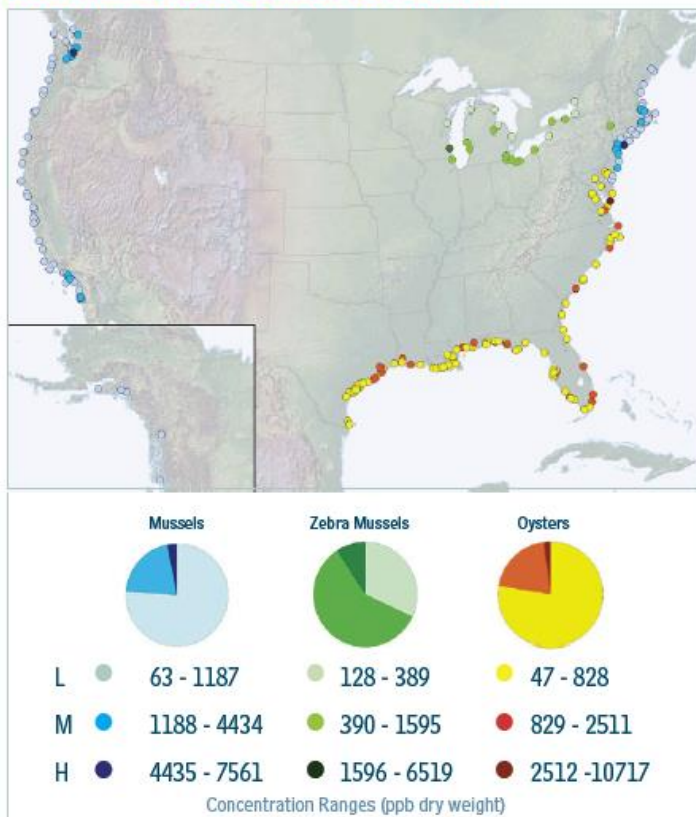 Mussels Zebra Mussels Oysters
L 63 - 1187 128 - 389 47 - 828
M 1188 - 4434 390 - 1595 829 - 2511
H 4435 - 7561 1596 - 6519 2512 -10717
Concentration Ranges (ppb dry weight)